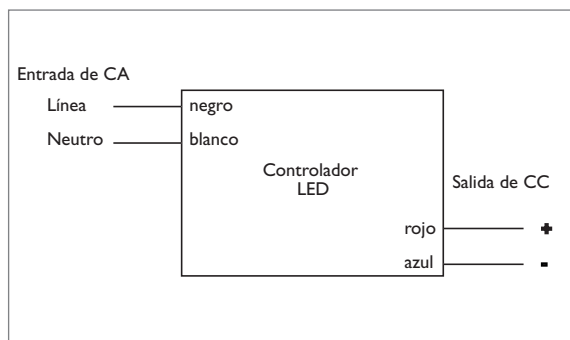 Entrada de CA
Línea
negro
Neutro
blanco
Controlador
LED
Salida de CC
rojo
+
azul
-